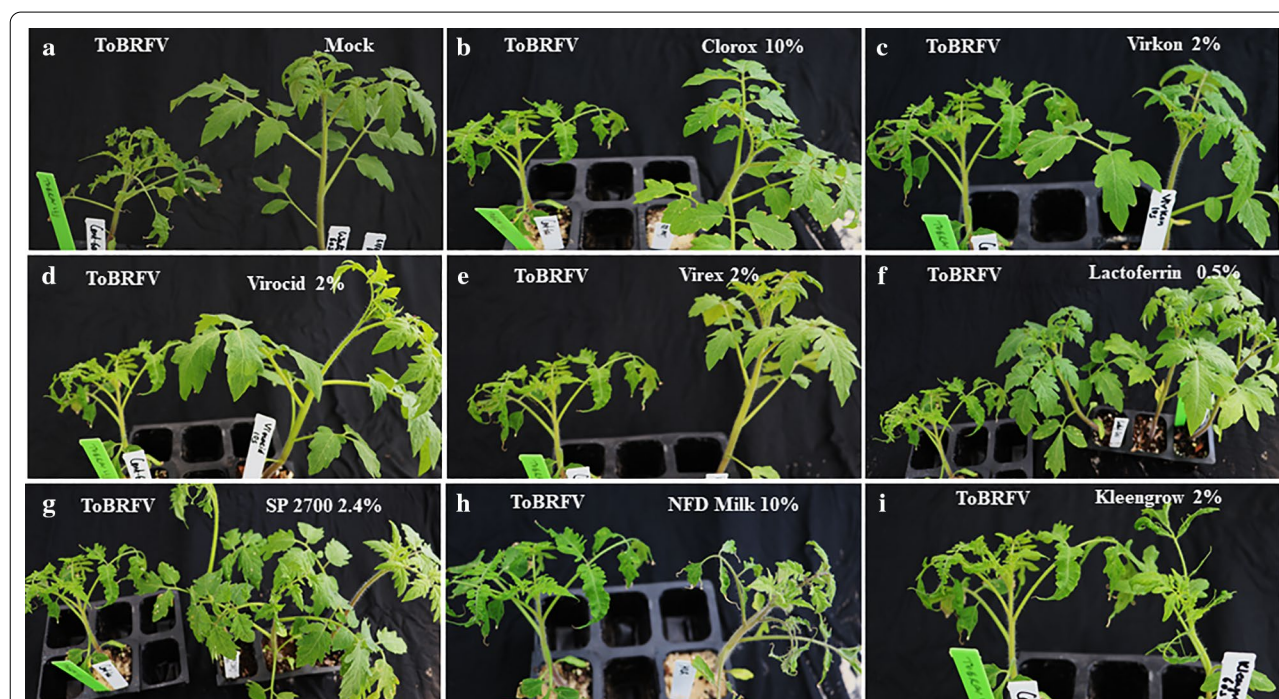 a ToBRFV Mock
b ToBRFV Clorox 10%
c ToBRFV Virkon 2%
d ToBRFV Virocid 2%
e ToBRFV Virex 2%
f ToBRFV Lactoferrin 0.5%
g ToBRFV SP 2700 2.4%
h ToBRFV NFD Milk 10%
i ToBRFV Kleengrow 2%